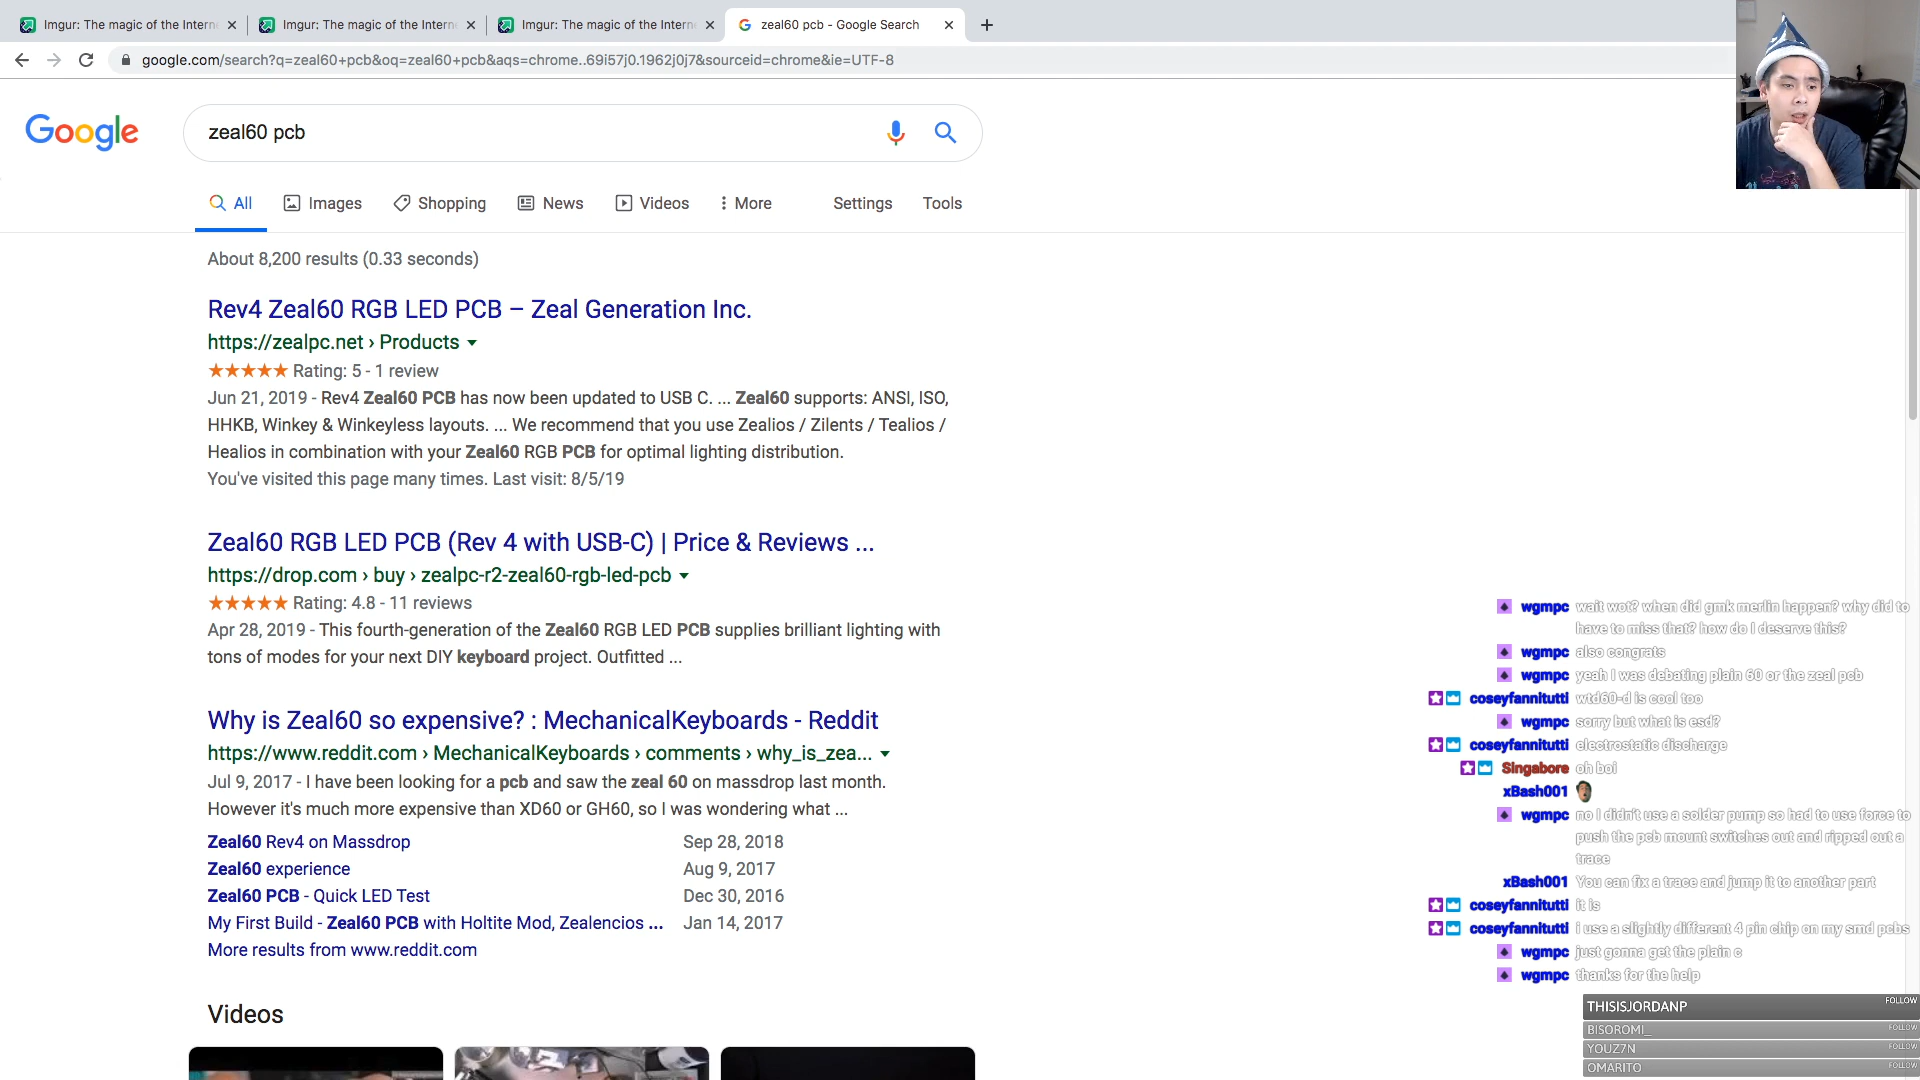 Imgur: The magic of the Intern
Imgur: The magic of the Intern
Imgur: The magic of the Intern
zeal60 pcb - Google Search
google.com/search?q=zeal60+pcb&oq=zeal60+pcb&aqs=chrome..69i57j0.1962j0j7&sourceid=chrome&ie=UTF-8
Google
zeal60 pcb
All
Images
Shopping
News
Videos
More
Settings
Tools
About 8,200 results (0.33 seconds)
Rev4 Zeal60 RGB LED PCB – Zeal Generation Inc.
https://zealpc.net › Products
Rating: 5 - 1 review
Jun 21, 2019 - Rev4 Zeal60 PCB has now been updated to USB C. ... Zeal60 supports: ANSI, ISO,
HHKB, Winkey & Winkeyless layouts. ... We recommend that you use Zealios / Zilents / Tealios /
Healios in combination with your Zeal60 RGB PCB for optimal lighting distribution.
You've visited this page many times. Last visit: 8/5/19
Zeal60 RGB LED PCB (Rev 4 with USB-C) | Price & Reviews ...
https://drop.com › buy › zealpc-r2-zeal60-rgb-led-pcb
Rating: 4.8 - 11 reviews
Apr 28, 2019 - This fourth-generation of the Zeal60 RGB LED PCB supplies brilliant lighting with
tons of modes for your next DIY keyboard project. Outfitted ...
Why is Zeal60 so expensive? : MechanicalKeyboards - Reddit
https://www.reddit.com › MechanicalKeyboards › comments › why_is_zea...
Jul 9, 2017 - I have been looking for a pcb and saw the zeal 60 on massdrop last month.
However it's much more expensive than XD60 or GH60, so I was wondering what ...
Zeal60 Rev4 on Massdrop Sep 28, 2018
Zeal60 experience Aug 9, 2017
Zeal60 PCB - Quick LED Test Dec 30, 2016
My First Build - Zeal60 PCB with Holtite Mod, Zealencios ... Jan 14, 2017
More results from www.reddit.com
Videos
wgmpc wait wot? when did gmk merlin happen? why did to
have to miss that? how do I deserve this?
wgmpc also congrats
wgmpc yeah I was debating plain 60 or the zeal pcb
coseyfannitutti wtd60-d is cool too
wgmpc sorry but what is esd?
coseyfannitutti electrostatic discharge
Singabore oh boi
xBash001
wgmpc no I didn't use a solder pump so had to use force to
push the pcb mount switches out and ripped out a
trace
xBash001 You can fix a trace and jump it to another part
coseyfannitutti it is
coseyfannitutti i use a slightly different 4 pin chip on my smd pcbs
wgmpc just gonna get the plain c
wgmpc thanks for the help
THISISJORDANP FOLLOW
BISOROMI_ FOLLOW
YOUZ7N FOLLOW
OMARITO FOLLOW